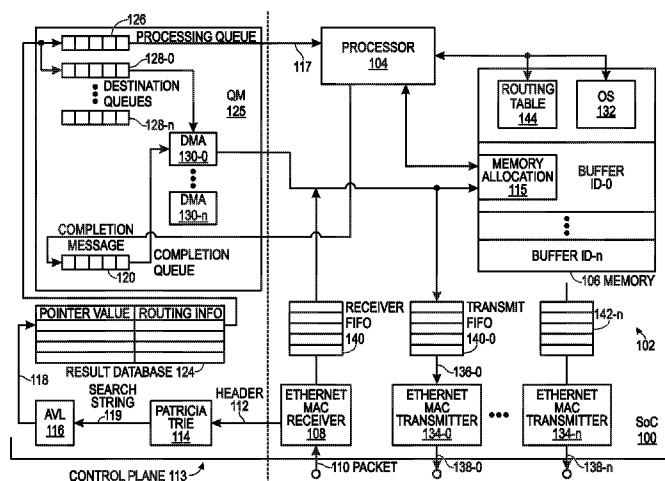 126
PROCESSING QUEUE
128-0
DESTINATION
QUEUES
128-n
QM
125
DMA
130-0
DMA
130-n
COMPLETION
MESSAGE
COMPLETION
QUEUE
120
117
PROCESSOR
104
ROUTING
TABLE
144
OS
132
MEMORY
ALLOCATION
115
BUFFER
ID-0
BUFFER ID-n
106 MEMORY
POINTER VALUE
ROUTING INFO
RESULT DATABASE 124
118
SEARCH
STRING
119
AVL
116
PATRICIA
TRIE
114
HEADER
112
RECEIVER
FIFO
140
TRANSMIT
FIFO
140-0
142-n
102
136-0
ETHERNET
MAC
RECEIVER
108
ETHERNET
MAC
TRANSMITTER
134-0
ETHERNET
MAC
TRANSMITTER
134-n
SoC
100
CONTROL PLANE 113
110 PACKET
138-0
138-n